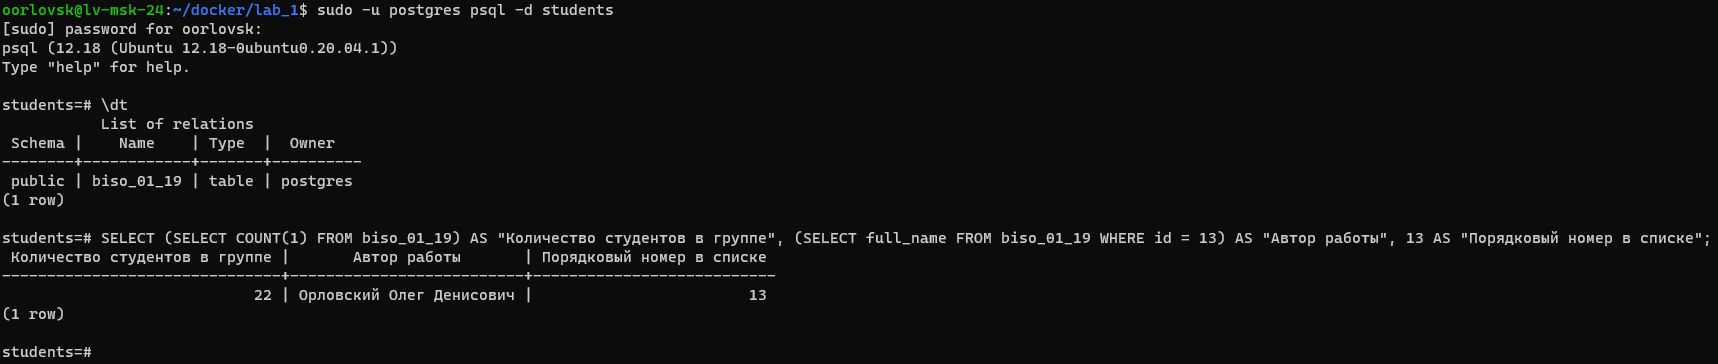 oorlovsk@lv-msk-24:~/docker/lab_1$ sudo -u postgres psql -d students
[sudo] password for oorlovsk:
psql (12.18 (Ubuntu 12.18-0ubuntu0.20.04.1))
Type "help" for help.

students=# \dt
           List of relations
 Schema |    Name    | Type  |  Owner
--------+------------+-------+----------
 public | biso_01_19 | table | postgres
(1 row)

students=# SELECT (SELECT COUNT(1) FROM biso_01_19) AS "Количество студентов в группе", (SELECT full_name FROM biso_01_19 WHERE id = 13) AS "Автор работы", 13 AS "Порядковый номер в списке";
 Количество студентов в группе |       Автор работы       | Порядковый номер в списке
-------------------------------+--------------------------+---------------------------
                            22 | Орловский Олег Денисович |                        13
(1 row)

students=#